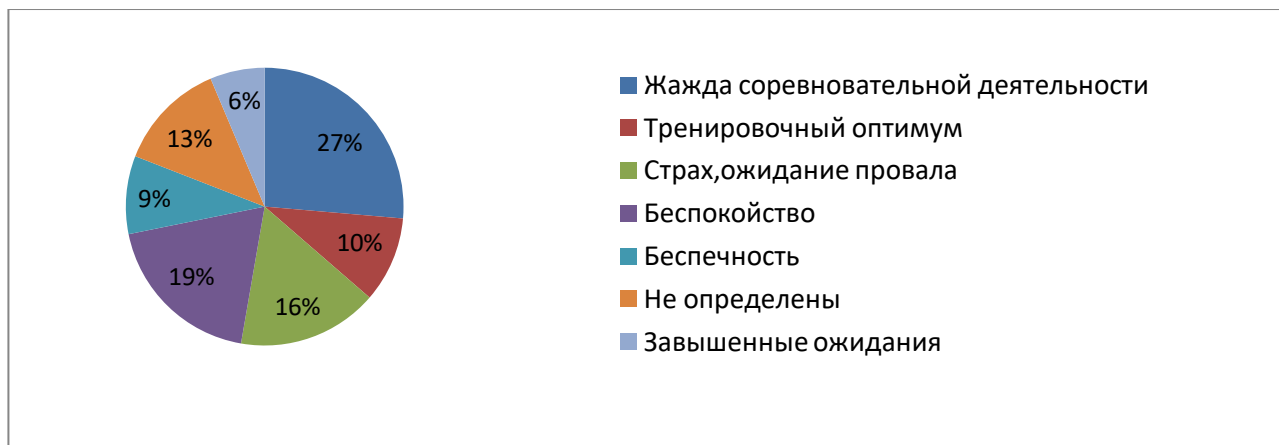 6%
13%
27%
9%
10%
19%
16%
Жажда соревновательной деятельности
Тренировочный оптимум
Страх,ожидание провала
Беспокойство
Беспечность
Не определены
Завышенные ожидания